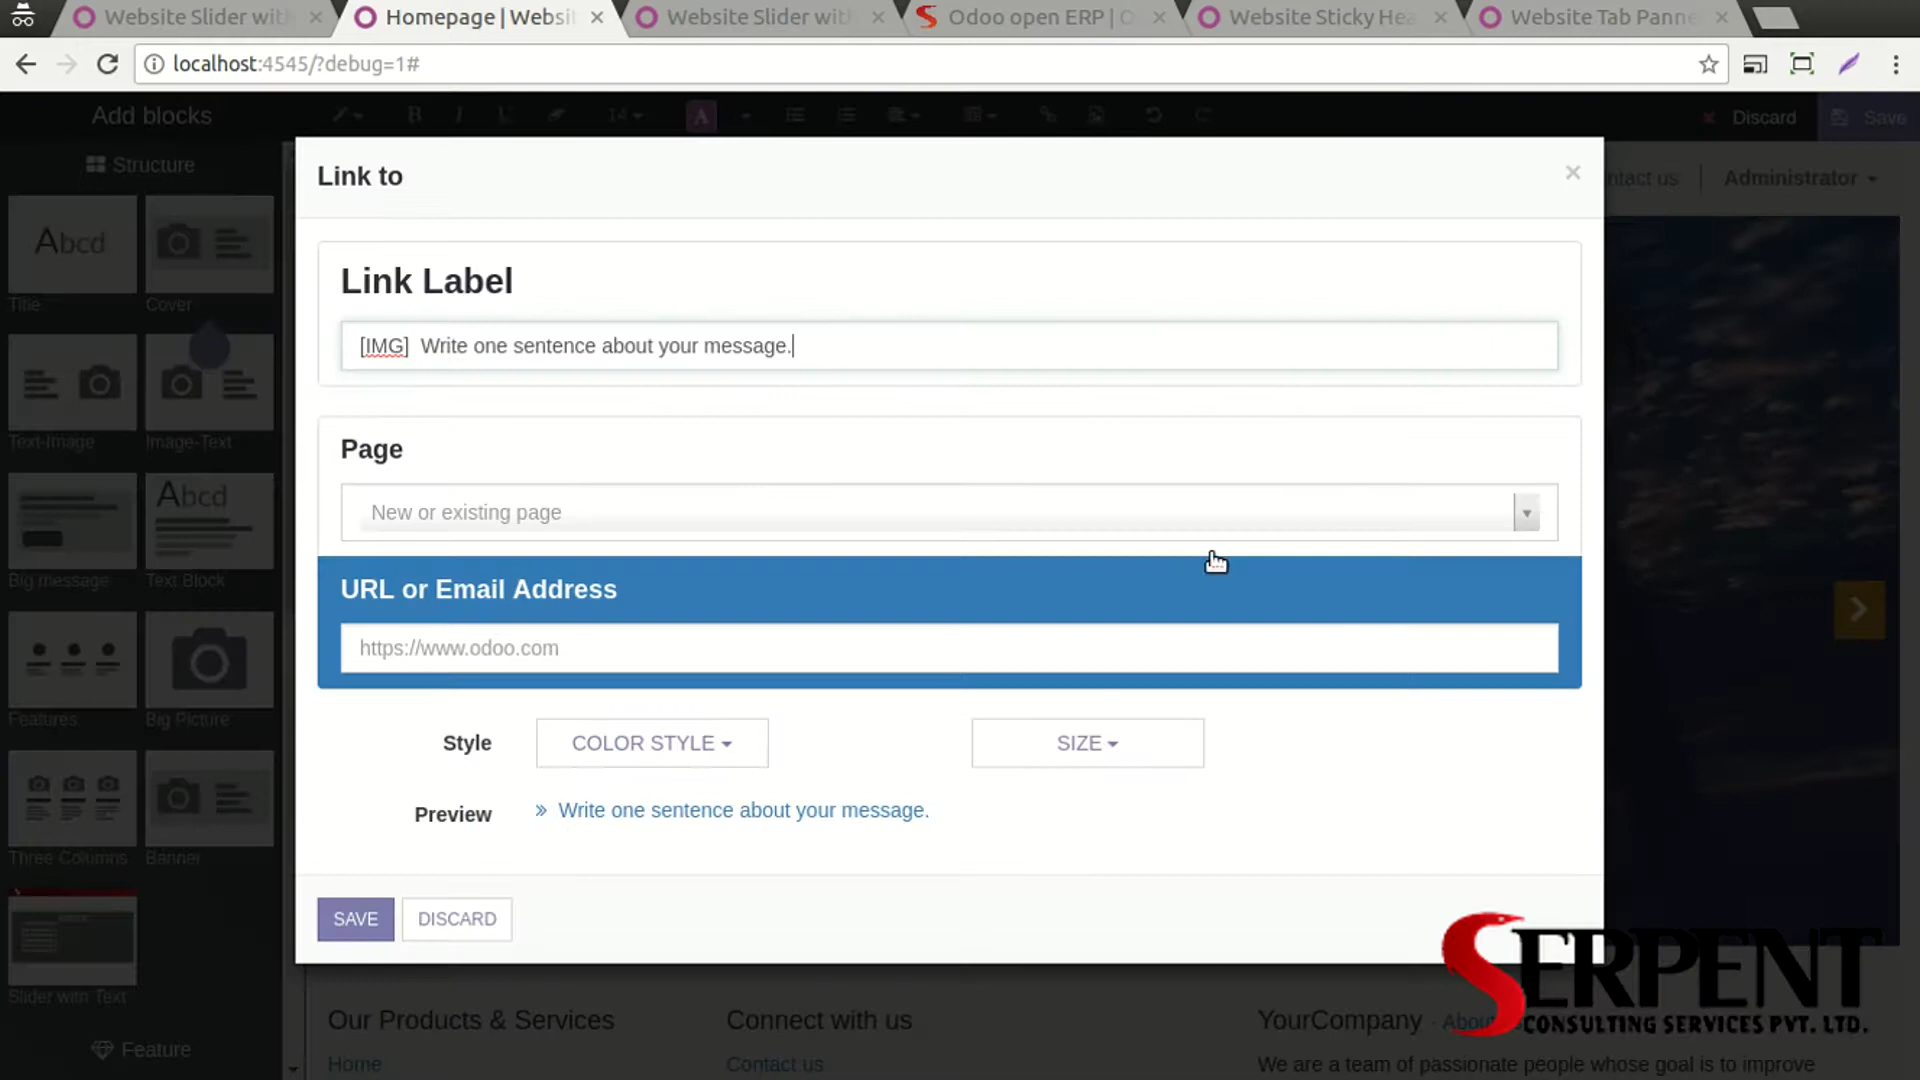 Website Slider with
Homepage | Websit
Website Slider with
Odoo open ERP | O
Website Sticky Hea
Website Tab Panne
localhost:4545/?debug=1#
Add blocks
B I U 14 A
Discard
Save
Structure
Link to
×
ntact us
Administrator
Abcd
Title
Cover
Link Label
[IMG]  Write one sentence about your message.
Text-Image
Image-Text
Page
New or existing page
Abcd
Big message
Text Block
URL or Email Address
https://www.odoo.com
Features
Big Picture
Style
COLOR STYLE
SIZE
Preview
» Write one sentence about your message.
Three Columns
Banner
SAVE
DISCARD
Slider with Text
SERPENT
CONSULTING SERVICES PVT. LTD.
Our Products & Services
Connect with us
YourCompany - Abou
Feature
Home
Contact us
We are a team of passionate people whose goal is to improve